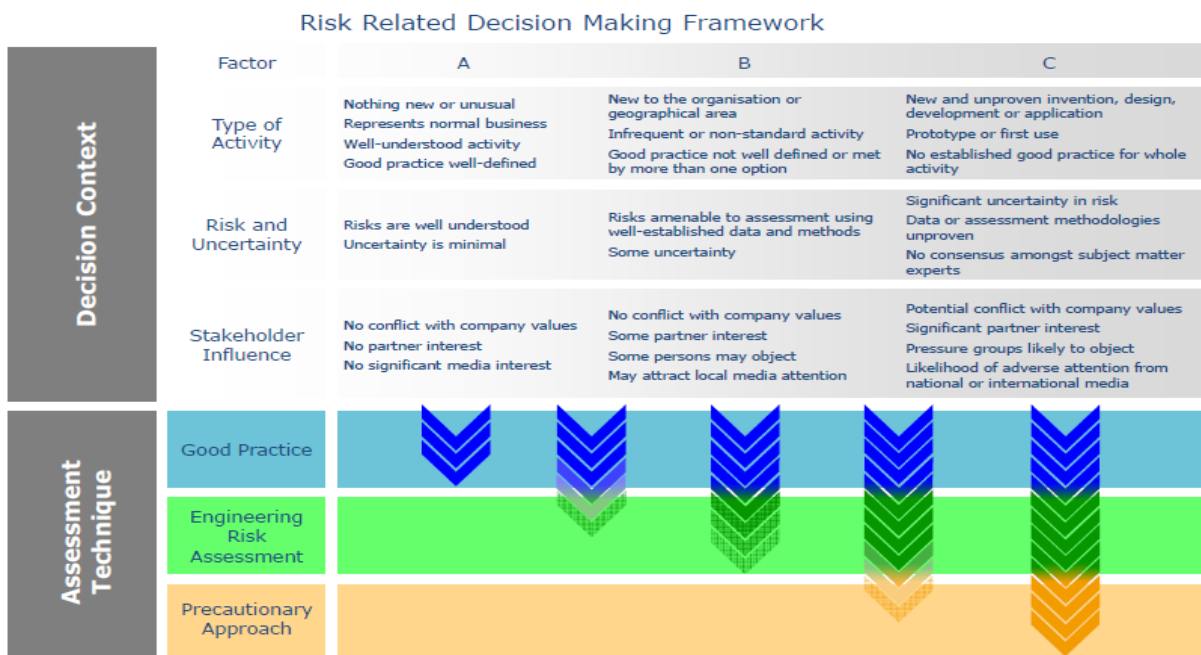 Risk Related Decision Making Framework
Decision Context
Factor
A
B
C
Type of
Activity
Nothing new or unusual
Represents normal business
Well-understood activity
Good practice well-defined
New to the organisation or
geographical area
Infrequent or non-standard activity
Good practice not well defined or met
by more than one option
New and unproven invention, design,
development or application
Prototype or first use
No established good practice for whole
activity
Risk and
Uncertainty
Risks are well understood
Uncertainty is minimal
Risks amenable to assessment using
well-established data and methods
Some uncertainty
Significant uncertainty in risk
Data or assessment methodologies
unproven
No consensus amongst subject matter
experts
Stakeholder
Influence
No conflict with company values
No partner interest
No significant media interest
No conflict with company values
Some partner interest
Some persons may object
May attract local media attention
Potential conflict with company values
Significant partner interest
Pressure groups likely to object
Likelihood of adverse attention from
national or international media
Assessment
Technique
Good Practice
Engineering
Risk
Assessment
Precautionary
Approach